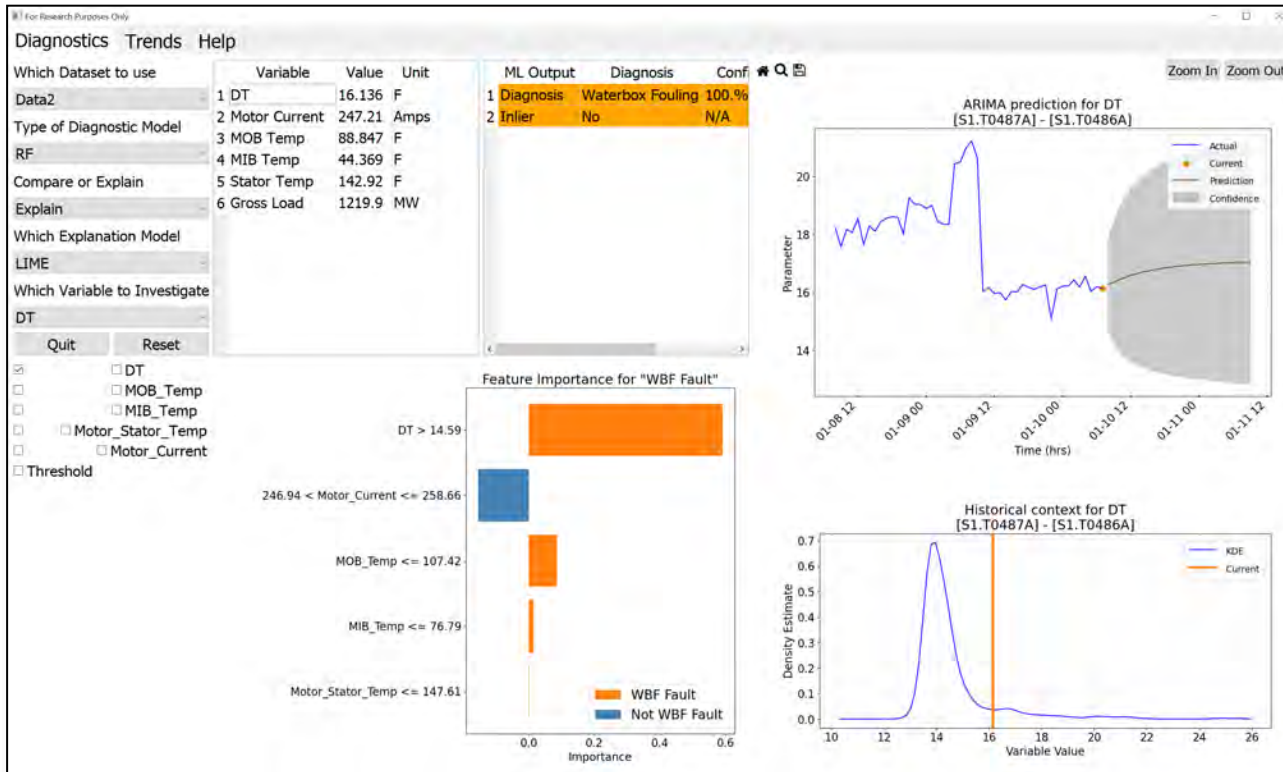 For Research Purposes Only
Diagnostics Trends Help
Which Dataset to use
Data2
Type of Diagnostic Model
RF
Compare or Explain
Explain
Which Explanation Model
LIME
Which Variable to Investigate
DT
Quit Reset
DT
MOB_Temp
MIB_Temp
Motor_Stator_Temp
Motor_Current
Threshold
Variable Value Unit
1 DT 16.136 F
2 Motor Current 247.21 Amps
3 MOB Temp 88.847 F
4 MIB Temp 44.369 F
5 Stator Temp 142.92 F
6 Gross Load 1219.9 MW
ML Output Diagnosis Confi
1 Diagnosis Waterbox Fouling 100.%
2 Inlier No N/A
Zoom In Zoom Out
ARIMA prediction for DT
[S1.T0487A] - [S1.T0486A]
Actual
Current
Prediction
Confidence
Parameter
20
18
16
14
01-08 12
01-09 00
01-09 12
01-10 00
01-10 12
01-11 00
01-11 12
Time (hrs)
Feature Importance for "WBF Fault"
DT > 14.59
246.94 < Motor_Current <= 258.66
MOB_Temp <= 107.42
MIB_Temp <= 76.79
Motor_Stator_Temp <= 147.61
WBF Fault
Not WBF Fault
0.0 0.2 0.4 0.6
Importance
Historical context for DT
[S1.T0487A] - [S1.T0486A]
KDE
Current
Density Estimate
0.7
0.6
0.5
0.4
0.3
0.2
0.1
0.0
10 12 14 16 18 20 22 24 26
Variable Value